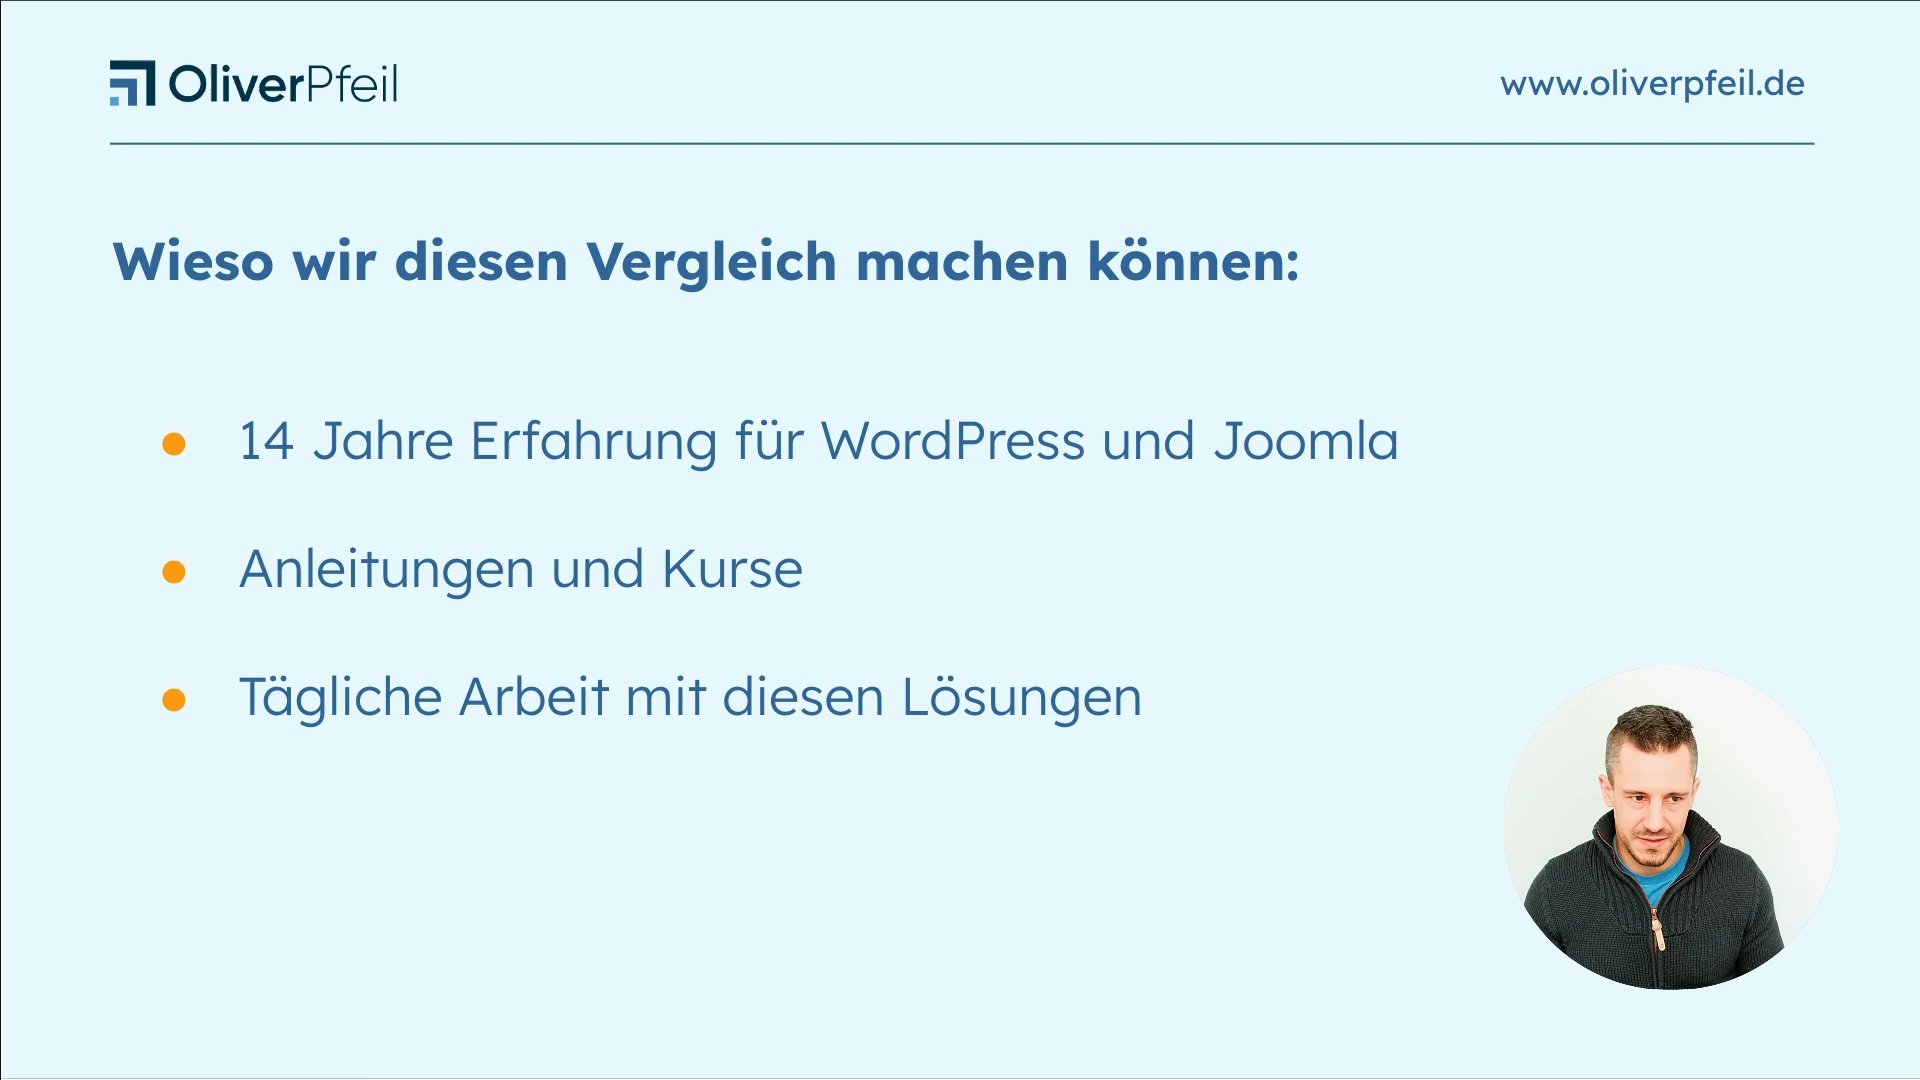 OliverPfeil
www.oliverpfeil.de
Wieso wir diesen Vergleich machen können:
● 14 Jahre Erfahrung für WordPress und Joomla
● Anleitungen und Kurse
● Tägliche Arbeit mit diesen Lösungen